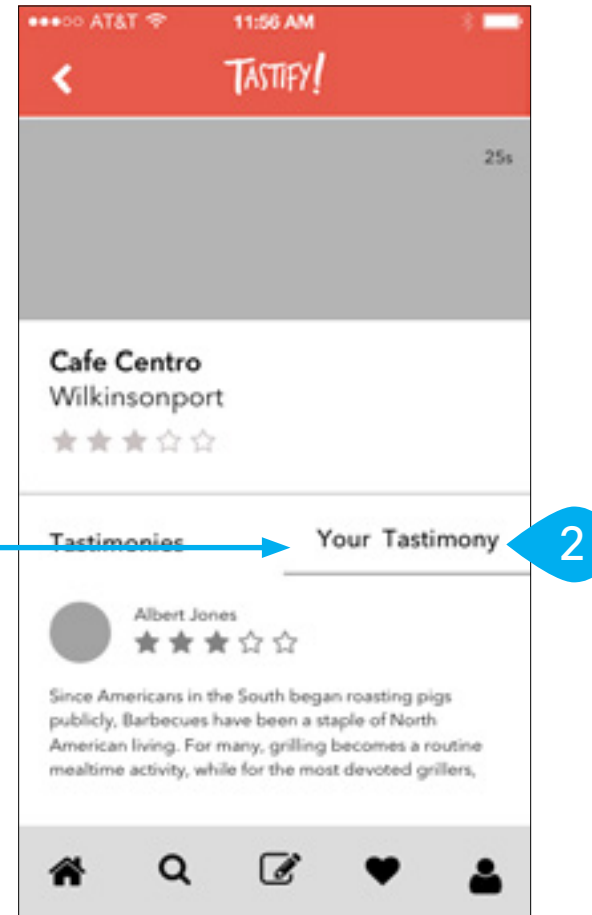 AT&T 11:56 AM
TASTIFY!
25s
Cafe Centro
Wilkinsonport
Tastimonies Your Tastimony
2
Albert Jones
Since Americans in the South began roasting pigs
publicly, Barbecues have been a staple of North
American living. For many, grilling becomes a routine
mealtime activity, while for the most devoted grillers,